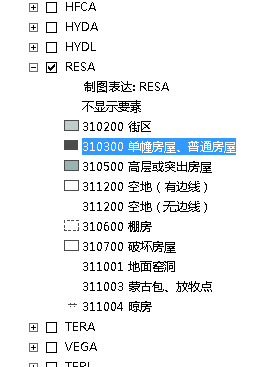 HFCA
HYDA
HYDL
RESA
制图表达: RESA
不显示要素
310200 街区
310300 单幢房屋、普通房屋
310500 高层或突出房屋
311200 空地（有边线）
311200 空地（无边线）
310600 棚房
310700 破坏房屋
311001 地面窑洞
311003 蒙古包、放牧点
311004 晾房
TERA
VEGA
TERL